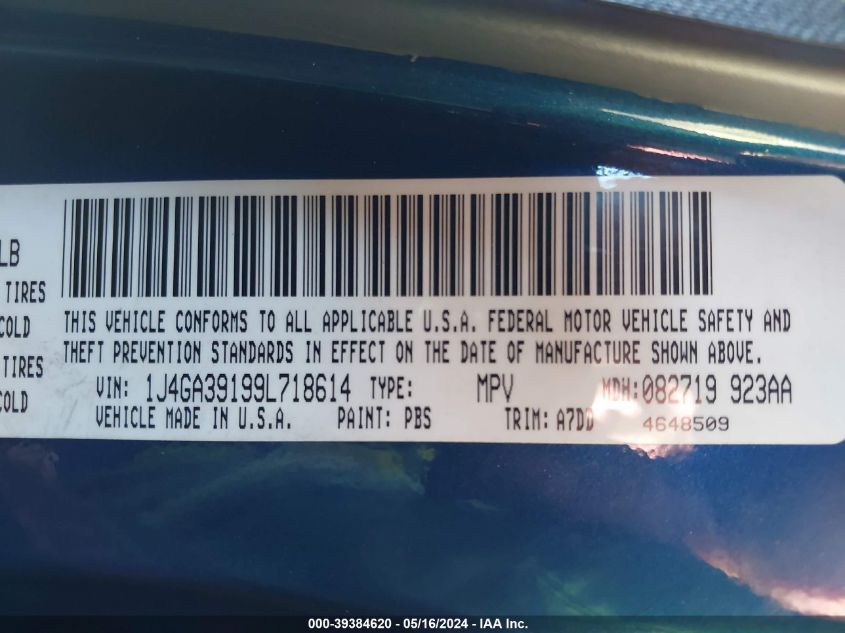 LB
TIRES
COLD
TIRES
COLD
THIS VEHICLE CONFORMS TO ALL APPLICABLE U.S.A. FEDERAL MOTOR VEHICLE SAFETY AND
THEFT PREVENTION STANDARDS IN EFFECT ON THE DATE OF MANUFACTURE SHOWN ABOVE.
VIN: 1J4GA39199L718614 TYPE: MPV MDH:082719 923AA
VEHICLE MADE IN U.S.A. PAINT: PBS TRIM: A7DD 4648509
000-39384620 - 05/16/2024 - IAA Inc.